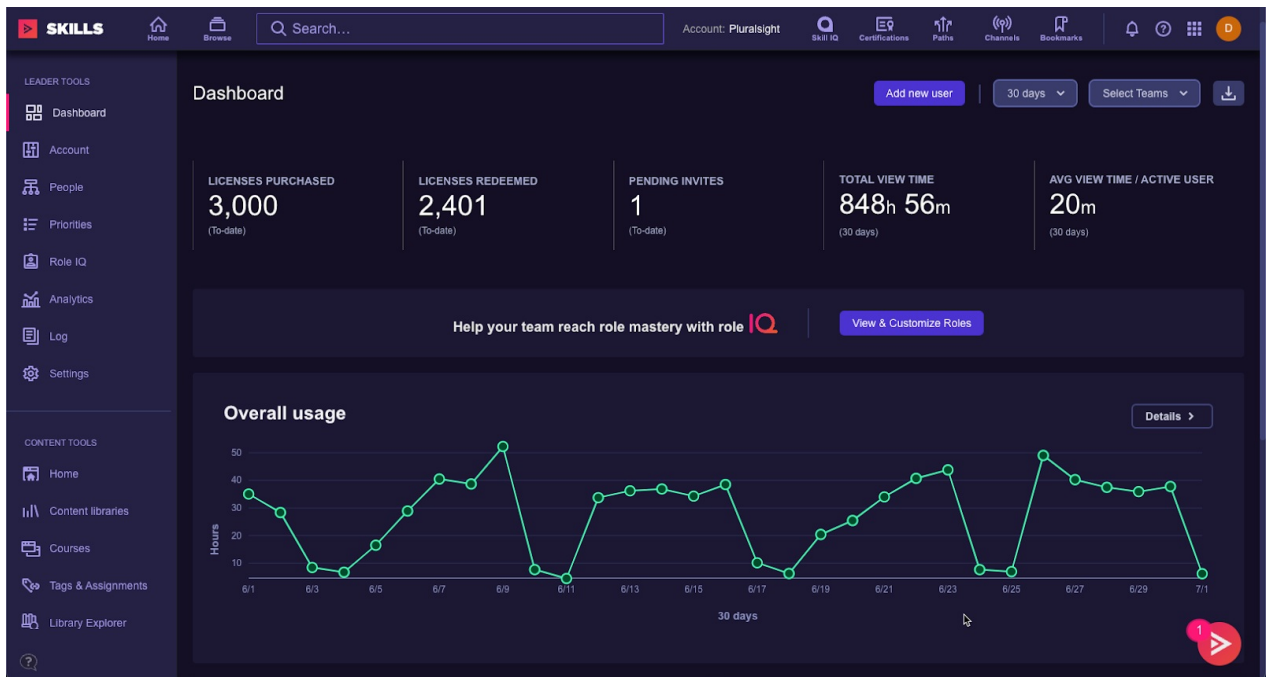 SKILLS
Home
Browse
Search...
Account: Pluralsight
Skill IQ
Certifications
Paths
Channels
Bookmarks
D
LEADER TOOLS
Dashboard
Account
People
Priorities
Role IQ
Analytics
Log
Settings
CONTENT TOOLS
Home
Content libraries
Courses
Tags & Assignments
Library Explorer
Dashboard
Add new user
30 days
Select Teams
LICENSES PURCHASED
3,000
(To-date)
LICENSES REDEEMED
2,401
(To-date)
PENDING INVITES
1
(To-date)
TOTAL VIEW TIME
848h 56m
(30 days)
AVG VIEW TIME / ACTIVE USER
20m
(30 days)
Help your team reach role mastery with role IQ
View & Customize Roles
Overall usage
Details
Hours
50
40
30
20
10
6/1 6/3 6/5 6/7 6/9 6/11 6/13 6/15 6/17 6/19 6/21 6/23 6/25 6/27 6/29 7/1
30 days
1